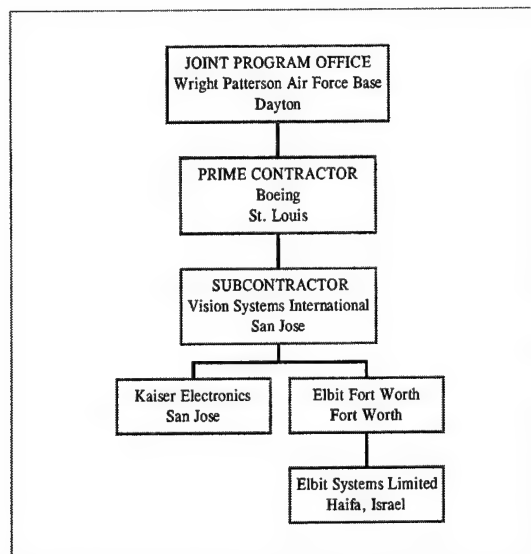 JOINT PROGRAM OFFICE
Wright Patterson Air Force Base
Dayton
PRIME CONTRACTOR
Boeing
St. Louis
SUBCONTRACTOR
Vision Systems International
San Jose
Kaiser Electronics
San Jose
Elbit Fort Worth
Fort Worth
Elbit Systems Limited
Haifa, Israel